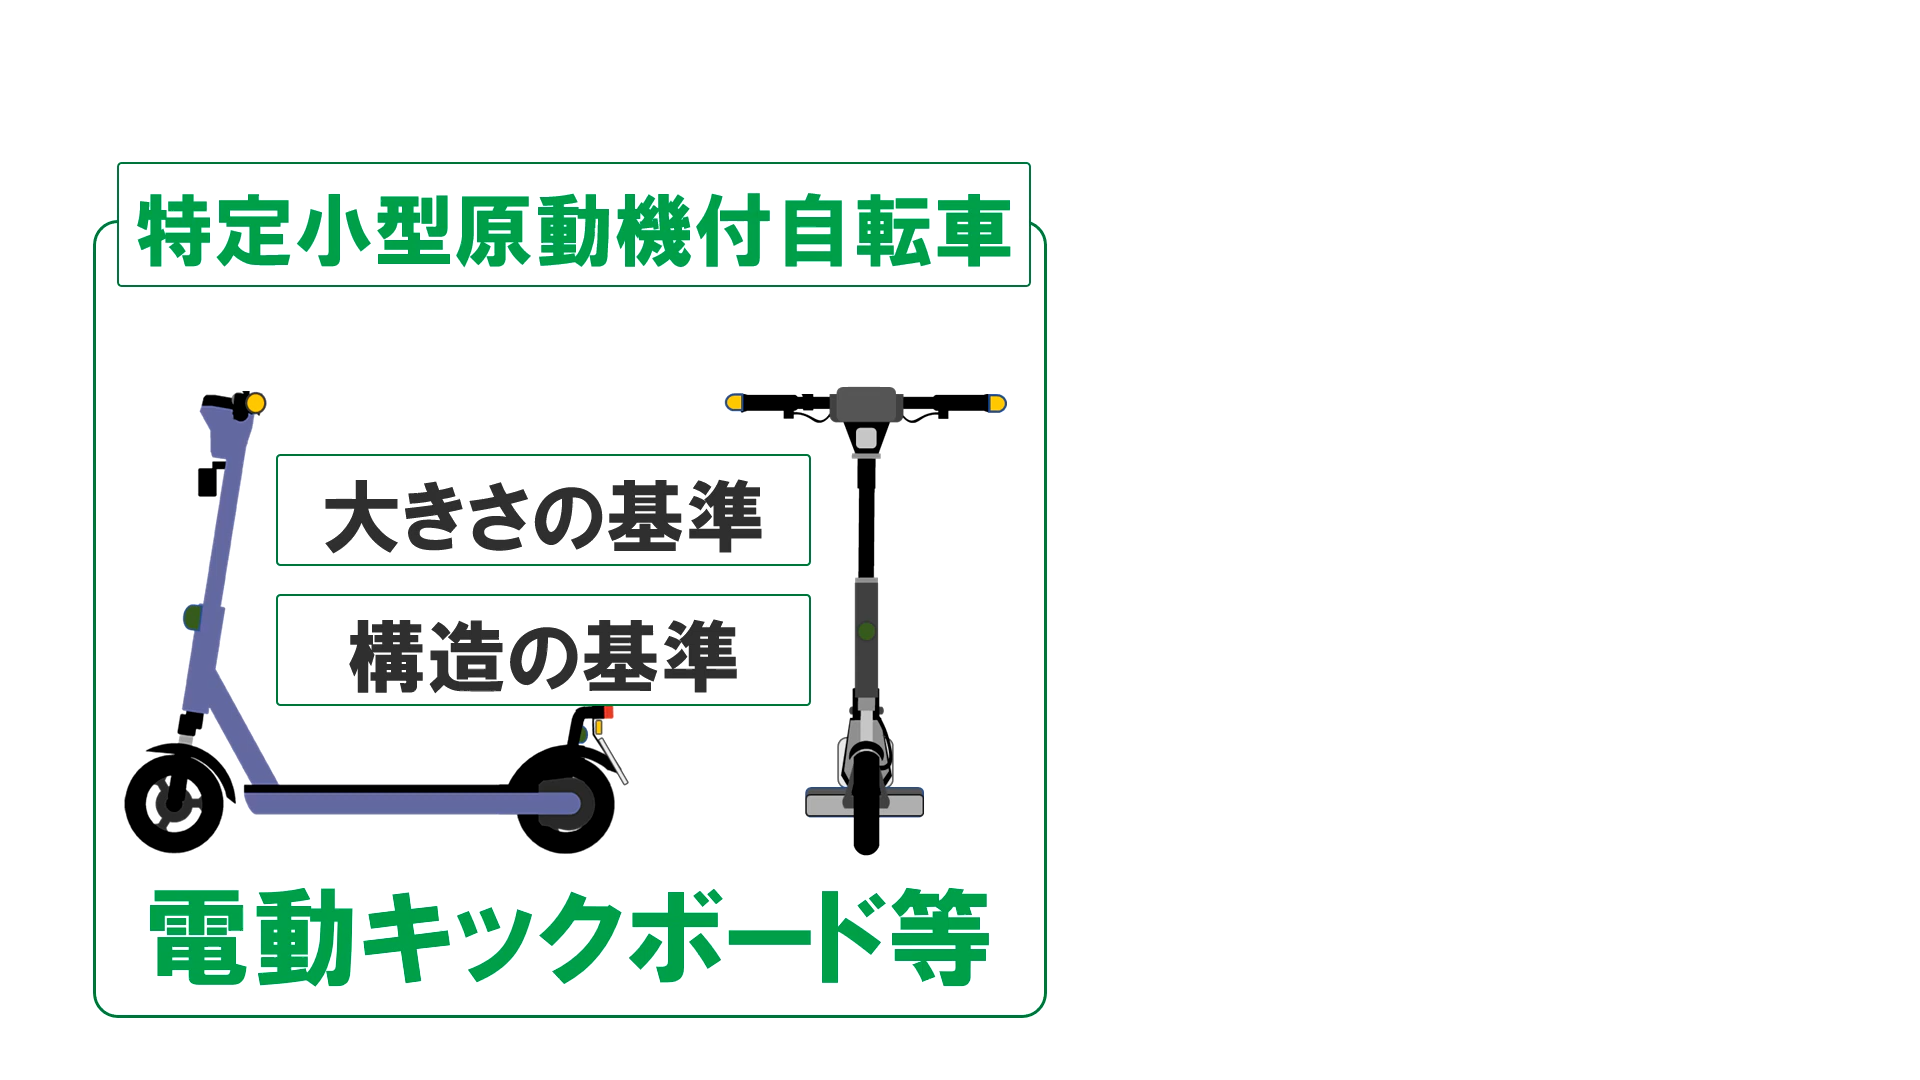 特定小型原動機付自転車
大きさの基準
構造の基準
電動キックボード等